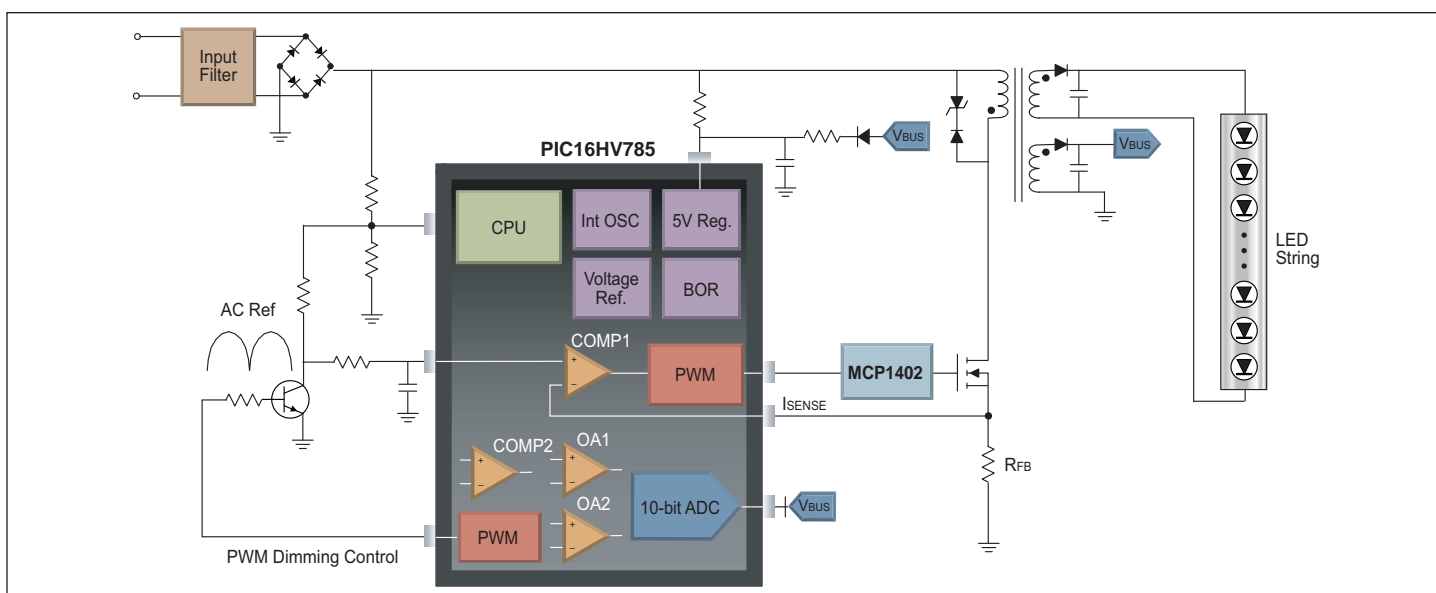 Input
Filter
PIC16HV785
VBUS
VBUS
CPU
Int OSC
5V Reg.
Voltage
Ref.
BOR
LED
String
AC Ref
COMP1
+
−
PWM
MCP1402
ISENSE
COMP2
+
−
OA1
+
−
RFB
OA2
+
−
10-bit ADC
VBUS
PWM
PWM Dimming Control